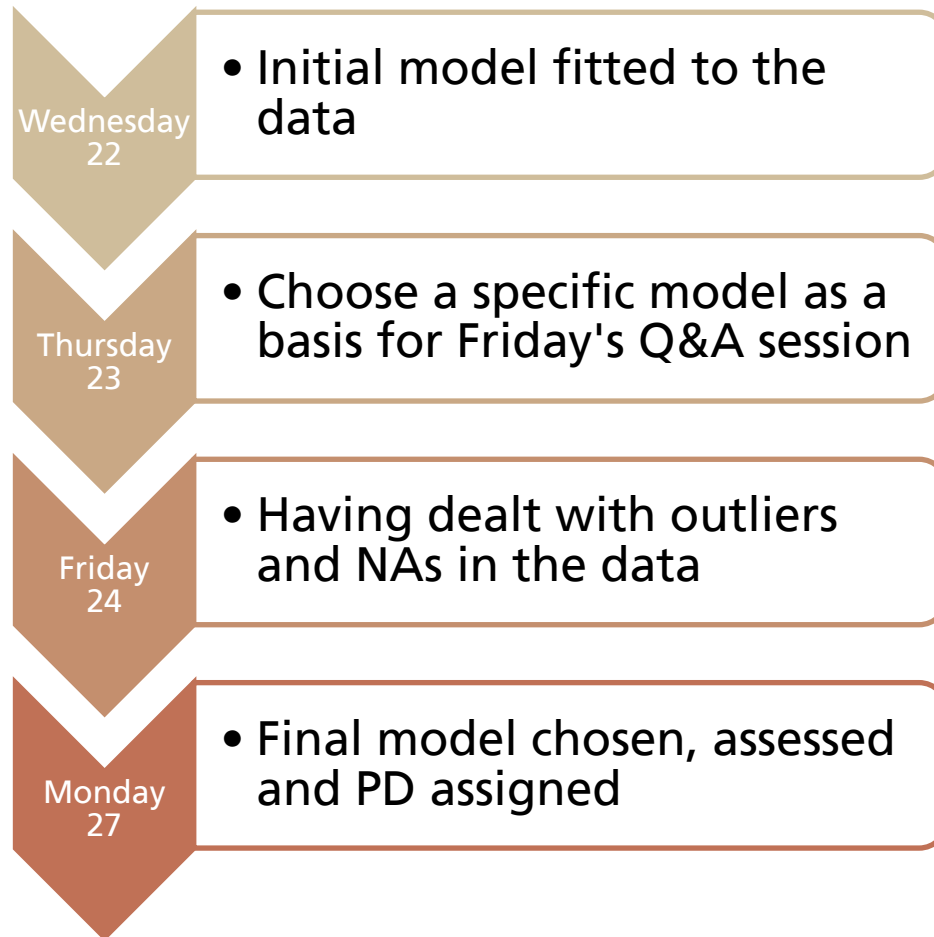 Wednesday
22
• Initial model fitted to the
data
Thursday
23
• Choose a specific model as a
basis for Friday's Q&A session
Friday
24
• Having dealt with outliers
and NAs in the data
Monday
27
• Final model chosen, assessed
and PD assigned